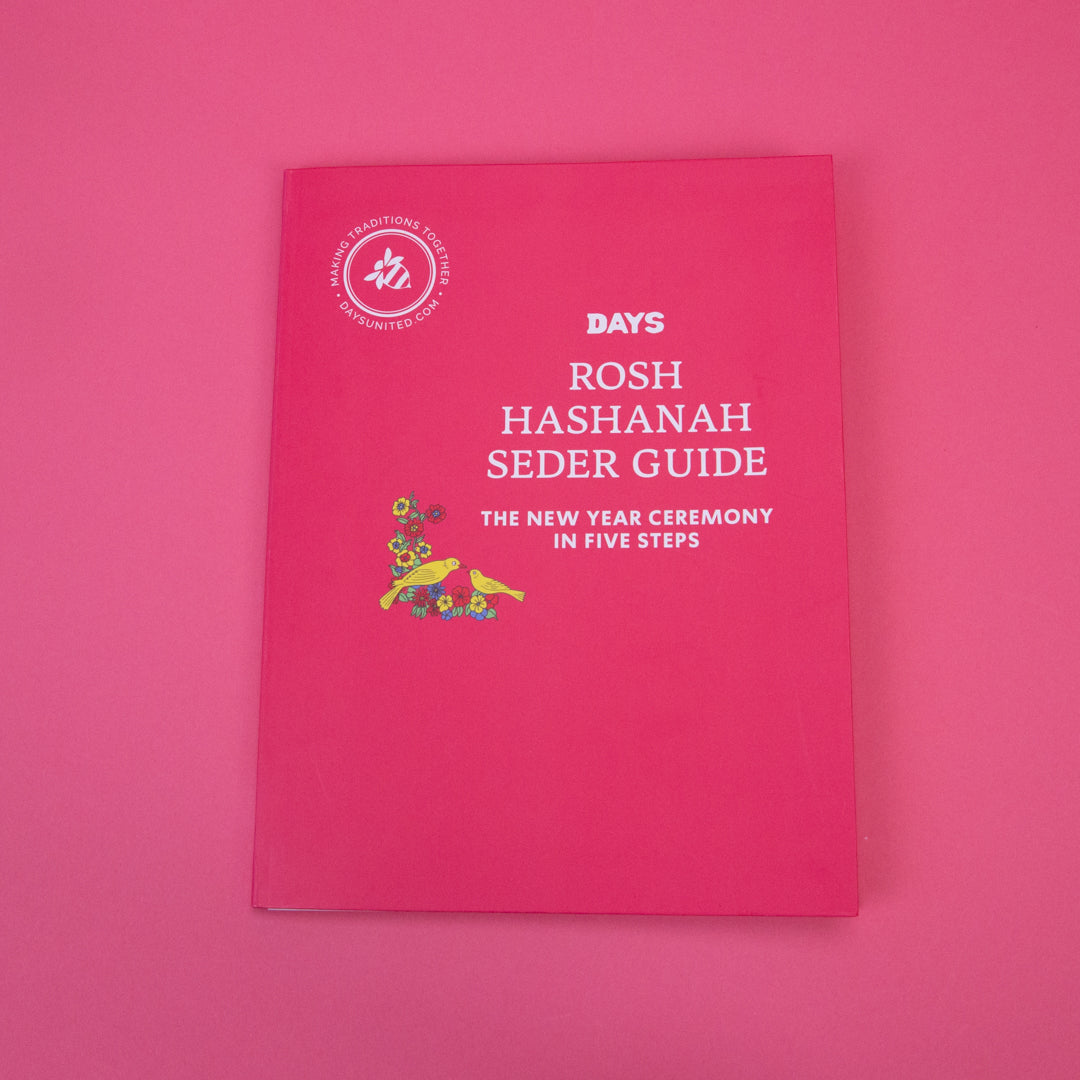 MAKING TRADITIONS TOGETHER
• DAYSUNITED.COM •
DAYS
ROSH
HASHANAH
SEDER GUIDE
THE NEW YEAR CEREMONY
IN FIVE STEPS